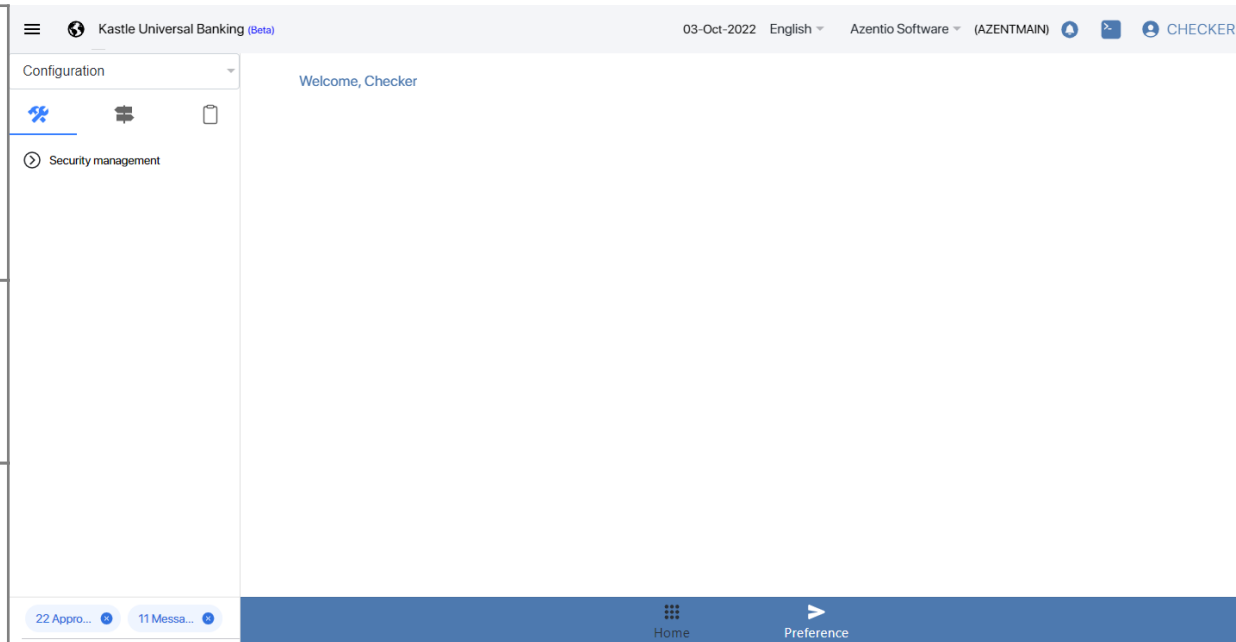 Kastle Universal Banking (Beta) 03-Oct-2022 English Azentio Software (AZENTMAIN) CHECKER
Configuration
Welcome, Checker
Security management
22 Appro... 11 Messa...
Home Preference